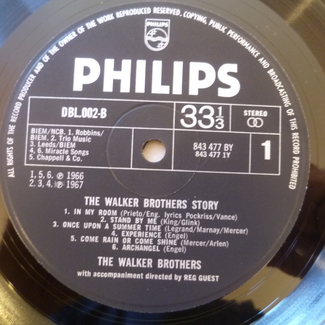 ALL RIGHTS OF THE RECORD PRODUCER AND OF THE OWNER OF THE WORK REPRODUCED RESERVED. COPYING, PUBLIC PERFORMANCE AND BROADCASTING
PHILIPS
PHILIPS
DBL.002-B
33 1/3
STEREO
BIEM/NCB. 1. Robbins/
BIEM. 2. Trio Music
3. Leeds/BIEM
4. 6. Miracle Songs
5. Chappell & Co.
843 477 BY
843 477 1Y
1
1, 5, 6. ℗ 1966
2, 3, 4. ℗ 1967
THE WALKER BROTHERS STORY
1. IN MY ROOM (Prieto/Eng. lyrics Pockriss/Vance)
2. STAND BY ME (King/Glink)
3. ONCE UPON A SUMMER TIME (Legrand/Marnay/Mercer)
4. EXPERIENCE (Engel)
5. COME RAIN OR COME SHINE (Mercer/Arlen)
6. ARCHANGEL (Engel)
THE WALKER BROTHERS
with accompaniment directed by REG GUEST